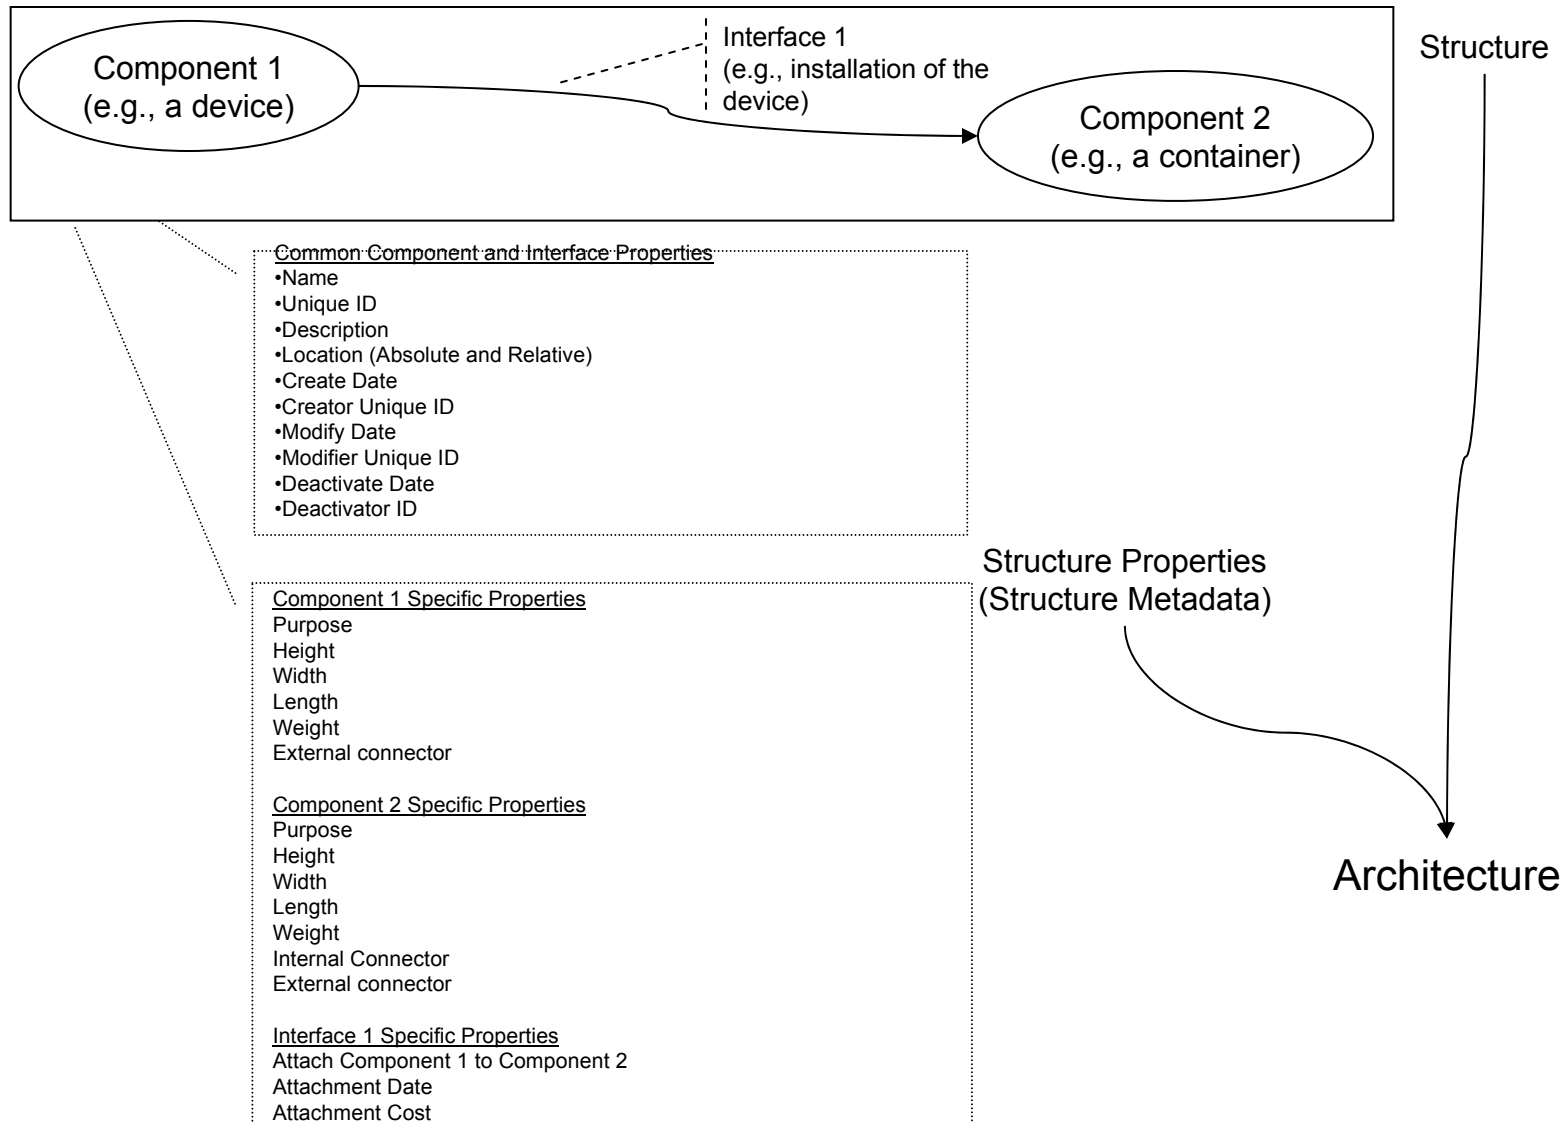 Component 1
(e.g., a device)
Interface 1
(e.g., installation of the
device)
Component 2
(e.g., a container)
Structure
Common Component and Interface Properties
•Name
•Unique ID
•Description
•Location (Absolute and Relative)
•Create Date
•Creator Unique ID
•Modify Date
•Modifier Unique ID
•Deactivate Date
•Deactivator ID
Structure Properties
(Structure Metadata)
Component 1 Specific Properties
Purpose
Height
Width
Length
Weight
External connector
Component 2 Specific Properties
Purpose
Height
Width
Length
Weight
Internal Connector
External connector
Interface 1 Specific Properties
Attach Component 1 to Component 2
Attachment Date
Attachment Cost
Architecture